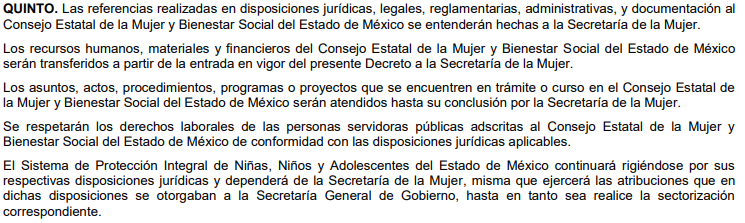 QUINTO. Las referencias realizadas en disposiciones jurídicas, legales, reglamentarias, administrativas, y documentación al
Consejo Estatal de la Mujer y Bienestar Social del Estado de México se entenderán hechas a la Secretaría de la Mujer.
Los recursos humanos, materiales y financieros del Consejo Estatal de la Mujer y Bienestar Social del Estado de México
serán transferidos a partir de la entrada en vigor del presente Decreto a la Secretaría de la Mujer.
Los asuntos, actos, procedimientos, programas o proyectos que se encuentren en trámite o curso en el Consejo Estatal de
la Mujer y Bienestar Social del Estado de México serán atendidos hasta su conclusión por la Secretaría de la Mujer.
Se respetarán los derechos laborales de las personas servidoras públicas adscritas al Consejo Estatal de la Mujer y
Bienestar Social del Estado de México de conformidad con las disposiciones jurídicas aplicables.
El Sistema de Protección Integral de Niñas, Niños y Adolescentes del Estado de México continuará rigiéndose por sus
respectivas disposiciones jurídicas y dependerá de la Secretaría de la Mujer, misma que ejercerá las atribuciones que en
dichas disposiciones se otorgaban a la Secretaría General de Gobierno, hasta en tanto sea realice la sectorización
correspondiente.